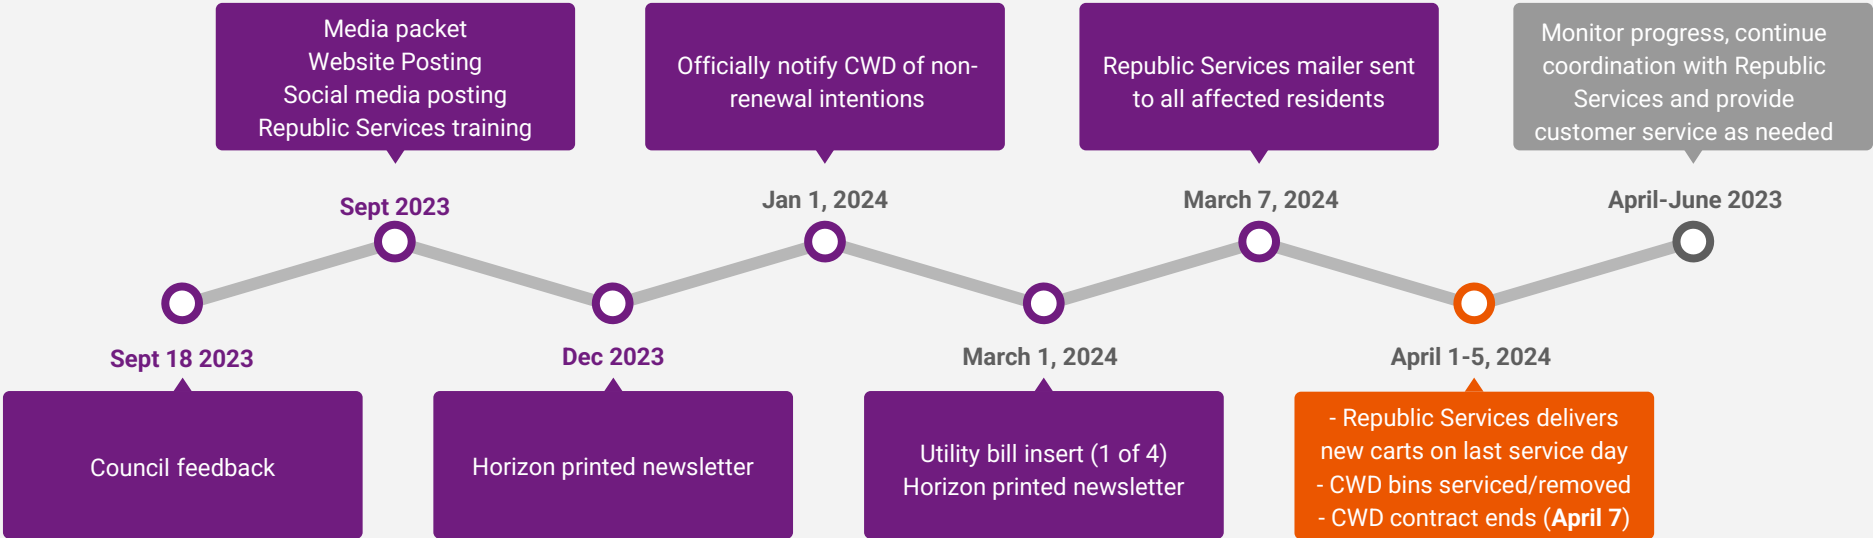 Media packet
Website Posting
Social media posting
Republic Services training
Officially notify CWD of non-
renewal intentions
Republic Services mailer sent
to all affected residents
Monitor progress, continue
coordination with Republic
Services and provide
customer service as needed
Sept 2023
Jan 1, 2024
March 7, 2024
April-June 2023
Sept 18 2023
Dec 2023
March 1, 2024
April 1-5, 2024
Council feedback
Horizon printed newsletter
Utility bill insert (1 of 4)
Horizon printed newsletter
- Republic Services delivers
new carts on last service day
- CWD bins serviced/removed
- CWD contract ends (April 7)